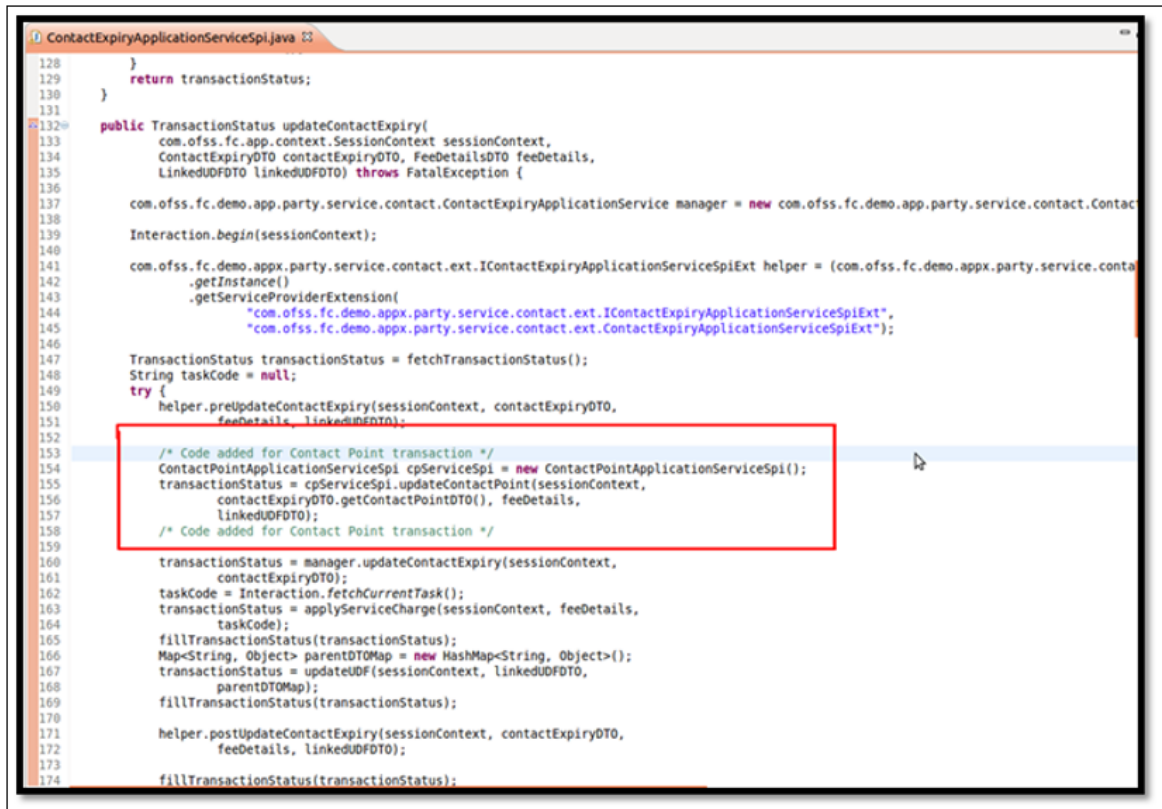 ContactExpiryApplicationServiceSpi.java
128 }
129 return transactionStatus;
130 }
131
132 public TransactionStatus updateContactExpiry(
133 com.ofss.fc.app.context.SessionContext sessionContext,
134 ContactExpiryDTO contactExpiryDTO, FeeDetailsDTO feeDetails,
135 LinkedUDFDTO linkedUDFDTO) throws FatalException {
136
137 com.ofss.fc.demo.app.party.service.contact.ContactExpiryApplicationService manager = new com.ofss.fc.demo.app.party.service.contact.Contac
138
139 Interaction.begin(sessionContext);
140
141 com.ofss.fc.demo.appx.party.service.contact.ext.IContactExpiryApplicationServiceSpiExt helper = (com.ofss.fc.demo.appx.party.service.conta
142 .getInstance()
143 .getServiceProviderExtension(
144 "com.ofss.fc.demo.appx.party.service.contact.ext.IContactExpiryApplicationServiceSpiExt",
145 "com.ofss.fc.demo.appx.party.service.contact.ext.ContactExpiryApplicationServiceSpiExt");
146
147 TransactionStatus transactionStatus = fetchTransactionStatus();
148 String taskCode = null;
149 try {
150 helper.preUpdateContactExpiry(sessionContext, contactExpiryDTO,
151 feeDetails, linkedUDFDTO);
152
153 /* Code added for Contact Point transaction */
154 ContactPointApplicationServiceSpi cpServiceSpi = new ContactPointApplicationServiceSpi();
155 transactionStatus = cpServiceSpi.updateContactPoint(sessionContext,
156 contactExpiryDTO.getContactPointDTO(), feeDetails,
157 linkedUDFDTO);
158 /* Code added for Contact Point transaction */
159
160 transactionStatus = manager.updateContactExpiry(sessionContext,
161 contactExpiryDTO);
162 taskCode = Interaction.fetchCurrentTask();
163 transactionStatus = applyServiceCharge(sessionContext, feeDetails,
164 taskCode);
165 fillTransactionStatus(transactionStatus);
166 Map<String, Object> parentDTOMap = new HashMap<String, Object>();
167 transactionStatus = updateUDF(sessionContext, linkedUDFDTO,
168 parentDTOMap);
169 fillTransactionStatus(transactionStatus);
170
171 helper.postUpdateContactExpiry(sessionContext, contactExpiryDTO,
172 feeDetails, linkedUDFDTO);
173
174 fillTransactionStatus(transactionStatus);